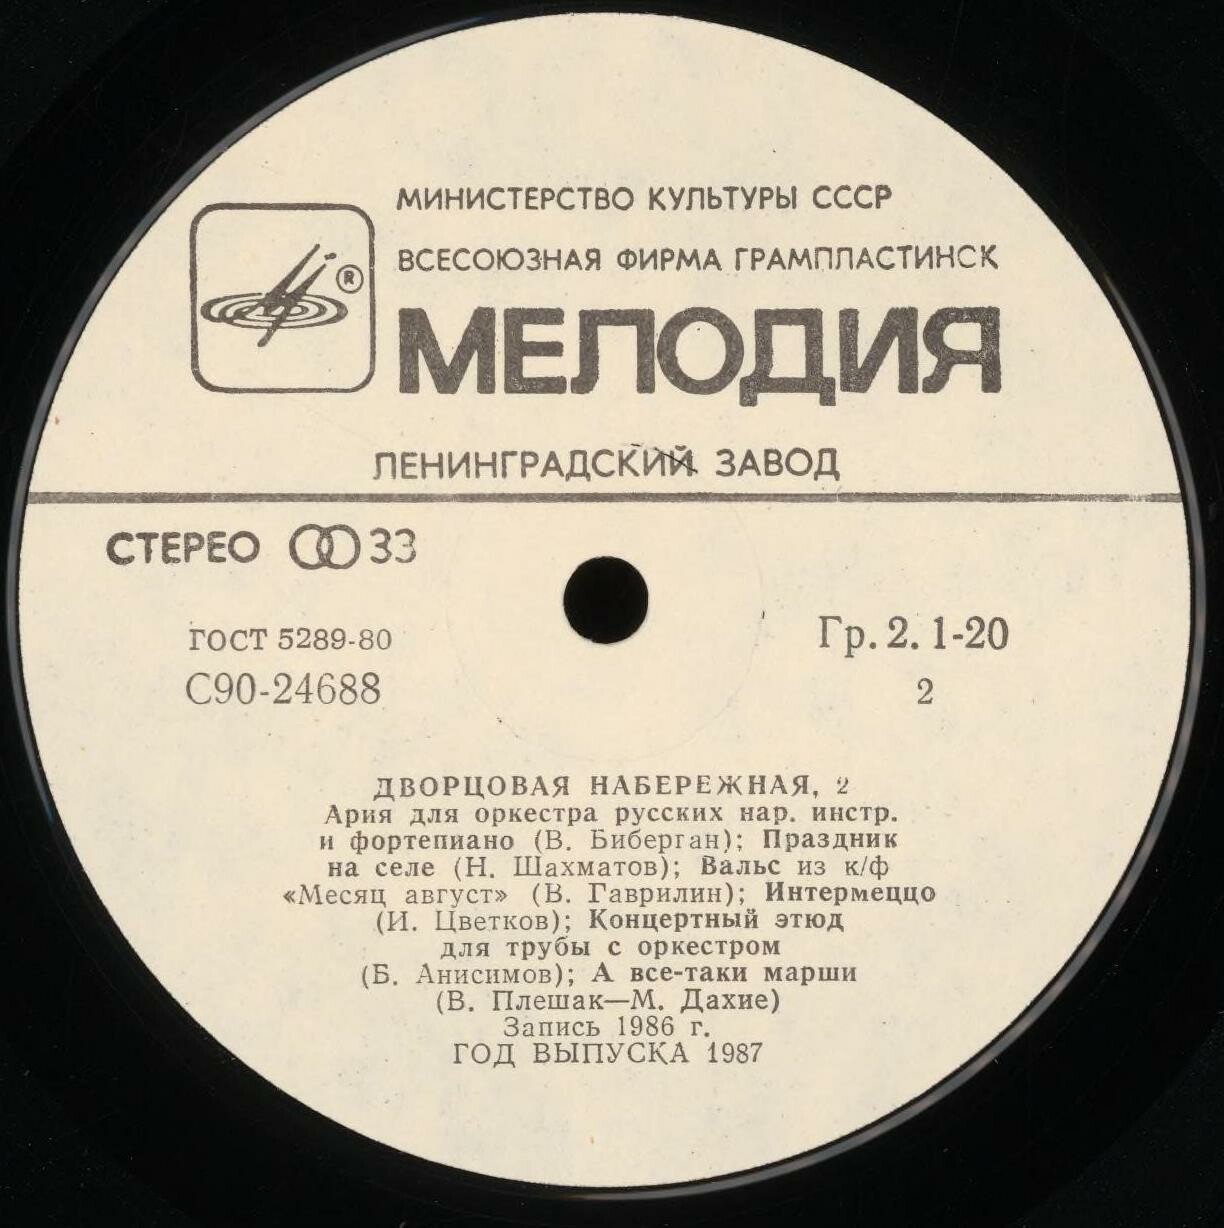 МИНИСТЕРСТВО КУЛЬТУРЫ СССР
ВСЕСОЮЗНАЯ ФИРМА ГРАМПЛАСТИНСК
®
МЕЛОДИЯ
ЛЕНИНГРАДСКИЙ ЗАВОД
СТЕРЕО 33
ГОСТ 5289-80
Гр. 2. 1-20
С90-24688
2
ДВОРЦОВАЯ НАБЕРЕЖНАЯ, 2
Ария для оркестра русских нар. инстр.
и фортепиано (В. Биберган); Праздник
на селе (Н. Шахматов); Вальс из к/ф
«Месяц август» (В. Гаврилин); Интермеццо
(И. Цветков); Концертный этюд
для трубы с оркестром
(Б. Анисимов); А все-таки марши
(В. Плешак—М. Дахие)
Запись 1986 г.
ГОД ВЫПУСКА 1987